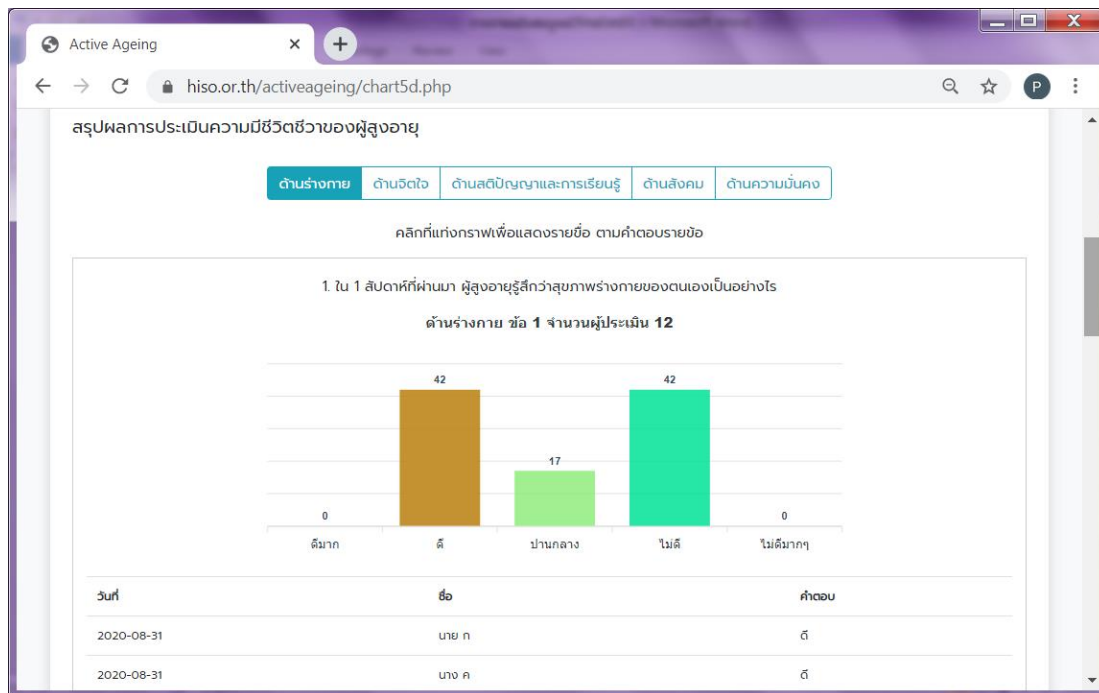 Active Ageing
hiso.or.th/activeageing/chart5d.php
P
สรุปผลการประเมินความมีชีวิตชีวาของผู้สูงอายุ
ด้านร่างกาย ด้านจิตใจ ด้านสติปัญญาและการเรียนรู้ ด้านสังคม ด้านความมั่นคง
คลิกที่แท่งกราฟเพื่อแสดงรายชื่อ ตามคำตอบรายข้อ
1. ใน 1 สัปดาห์ที่ผ่านมา ผู้สูงอายุรู้สึกว่าสุขภาพร่างกายของตนเองเป็นอย่างไร
ด้านร่างกาย ข้อ 1 จำนวนผู้ประเมิน 12
42 42
17
0 0
ดีมาก ดี ปานกลาง ไม่ดี ไม่ดีมากๆ
วันที่ ชื่อ คำตอบ
2020-08-31 นาย ก ดี
2020-08-31 นาง ค ดี